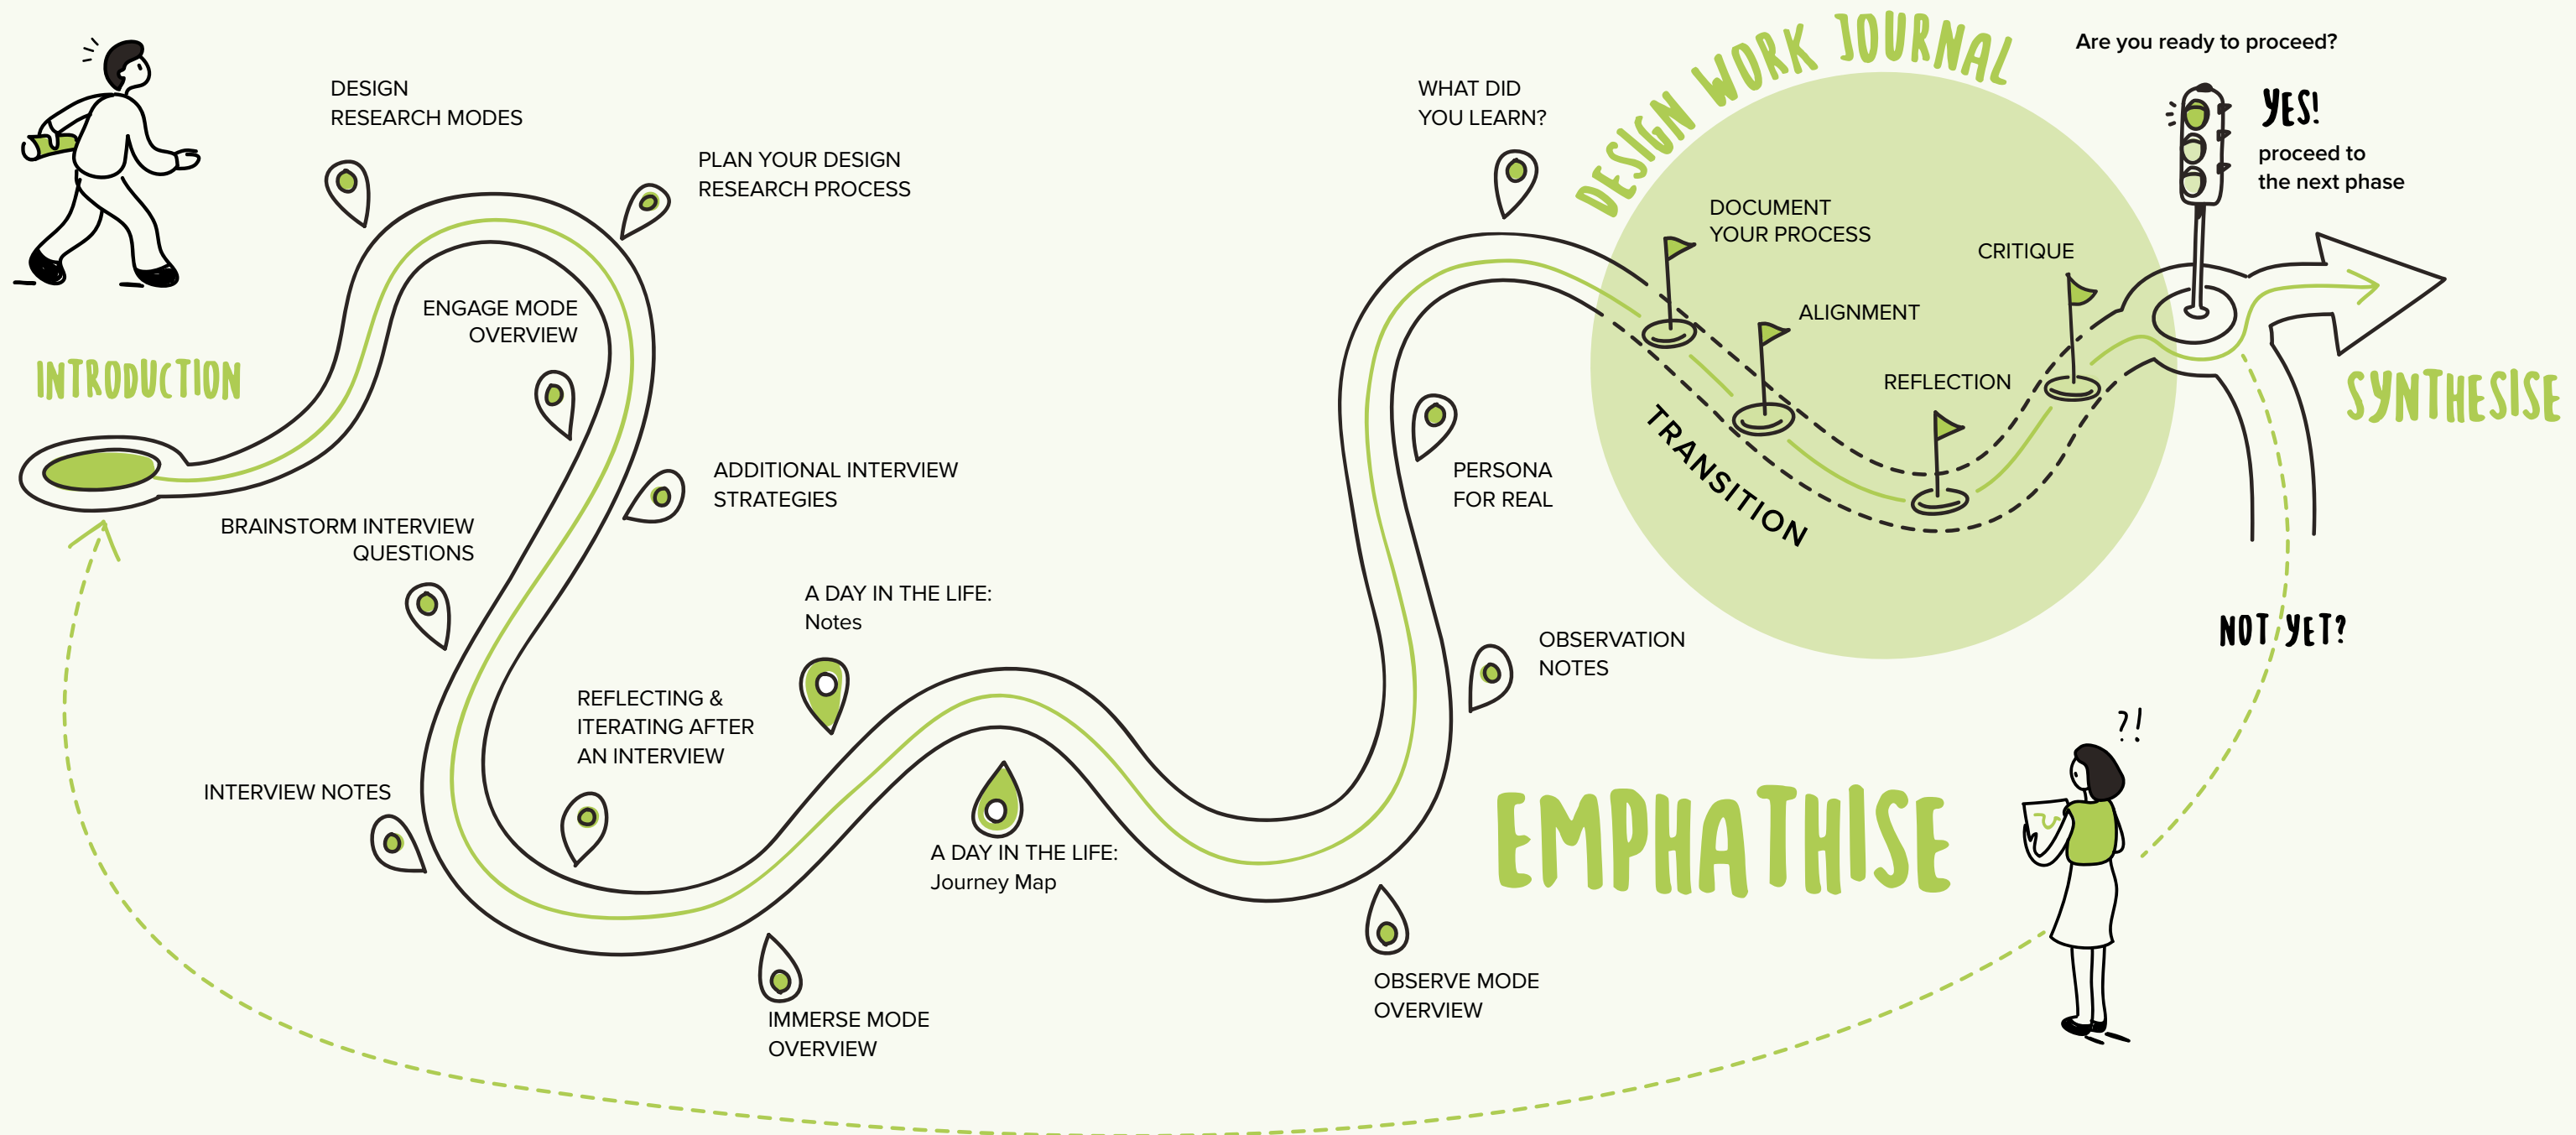 INTRODUCTION
DESIGN
RESEARCH MODES
PLAN YOUR DESIGN
RESEARCH PROCESS
ENGAGE MODE
OVERVIEW
ADDITIONAL INTERVIEW
STRATEGIES
BRAINSTORM INTERVIEW
QUESTIONS
INTERVIEW NOTES
REFLECTING &
ITERATING AFTER
AN INTERVIEW
IMMERSE MODE
OVERVIEW
A DAY IN THE LIFE:
Notes
A DAY IN THE LIFE:
Journey Map
OBSERVE MODE
OVERVIEW
OBSERVATION
NOTES
PERSONA
FOR REAL
WHAT DID
YOU LEARN?
DESIGN WORK JOURNAL
DOCUMENT
YOUR PROCESS
ALIGNMENT
REFLECTION
CRITIQUE
TRANSITION
Are you ready to proceed?
YES!
proceed to
the next phase
SYNTHESISE
NOT YET?
?!
EMPHATHISE